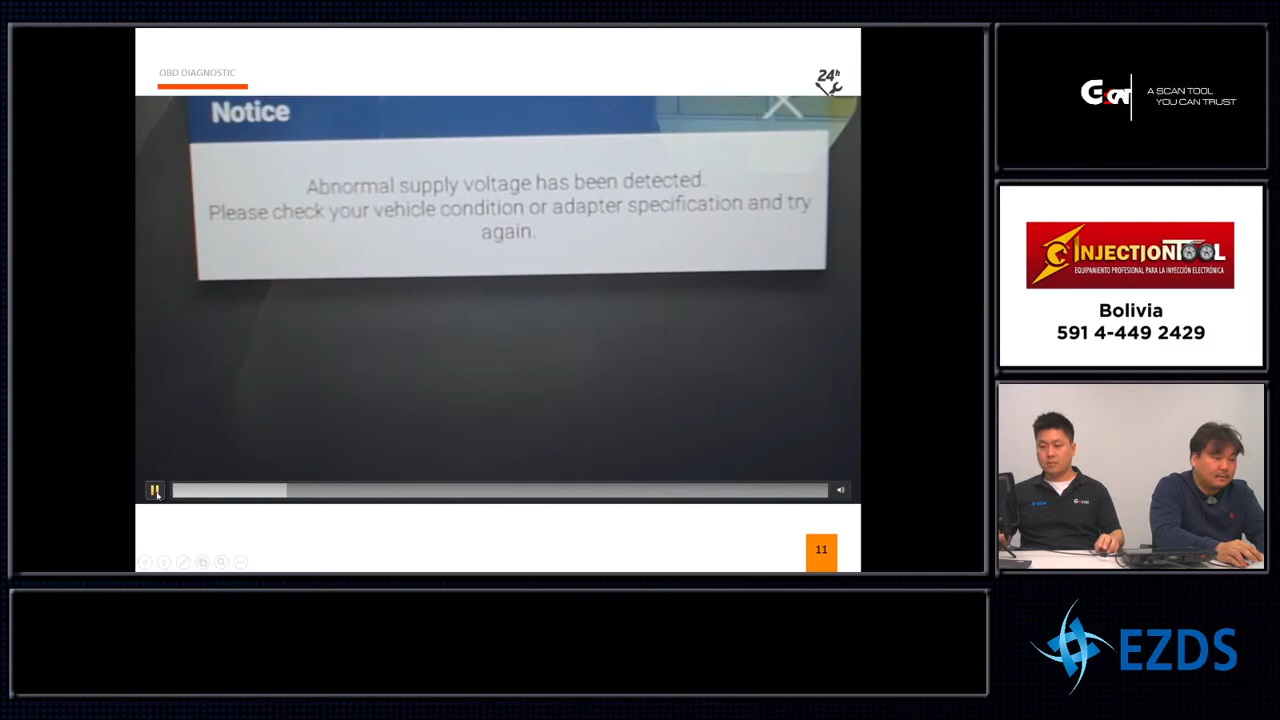 OBD DIAGNOSTIC
24h
Notice
Abnormal supply voltage has been detected.
Please check your vehicle condition or adapter specification and try
again.
11
G scan
A SCAN TOOL
YOU CAN TRUST
INJECTIONTOOL
EQUIPAMIENTO PROFESIONAL PARA LA INYECCIÓN ELECTRÓNICA
Bolivia
591 4-449 2429
EZDS